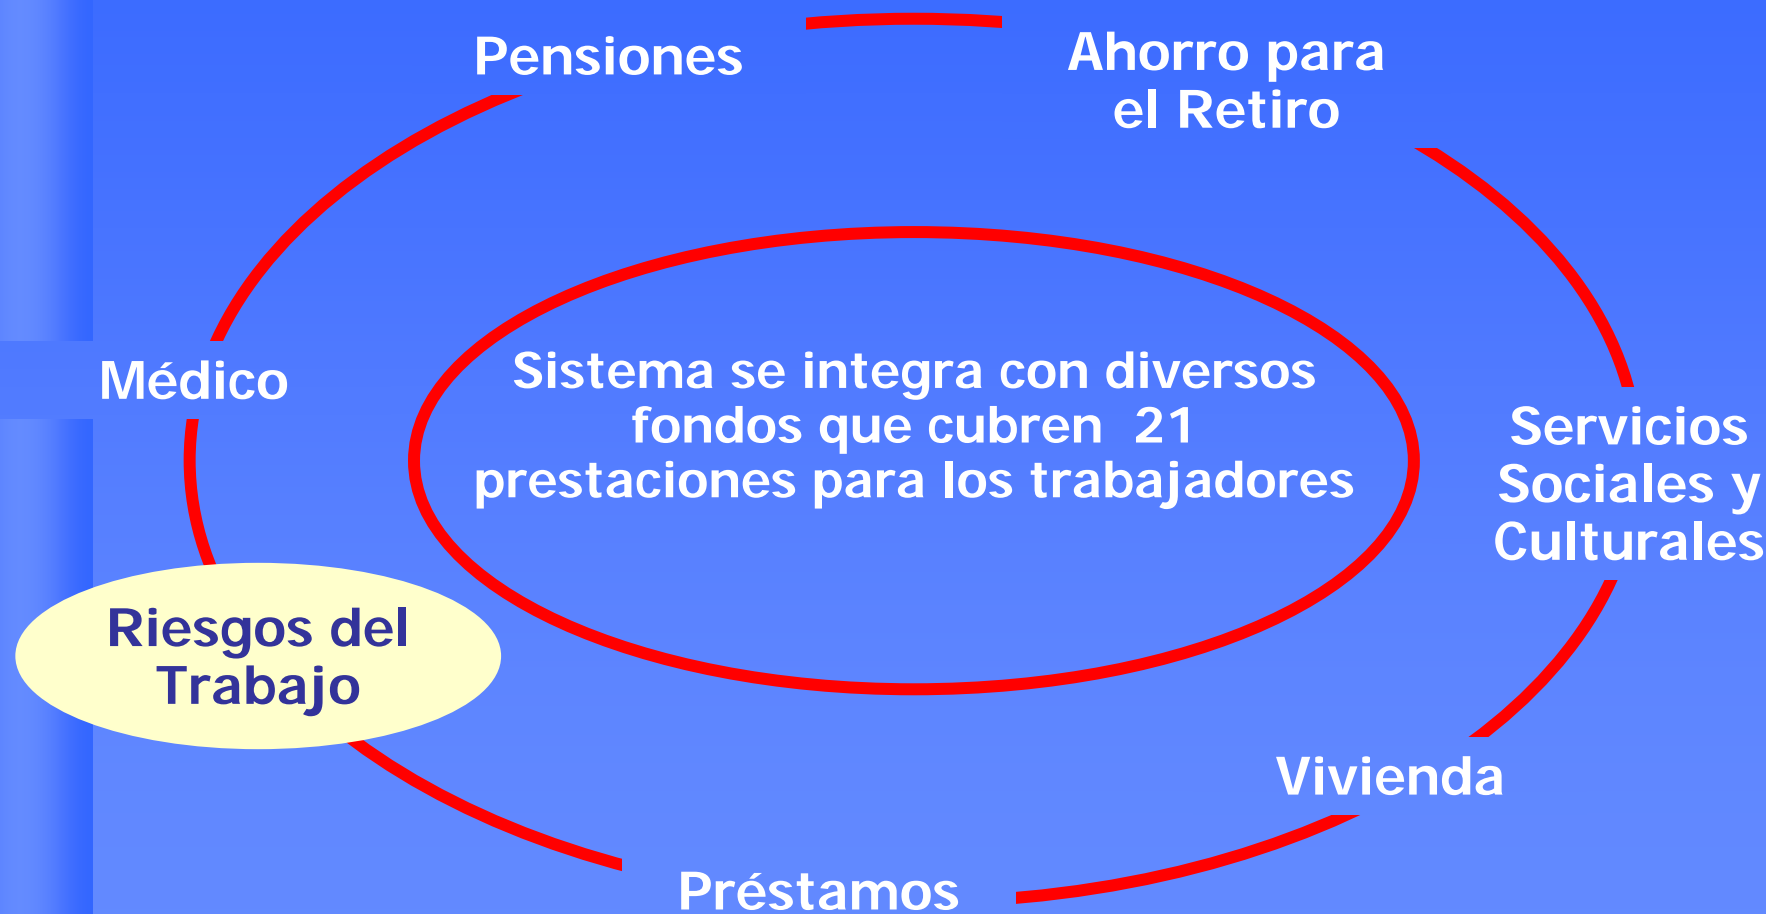 Pensiones
Ahorro para
el Retiro
Médico
Sistema se integra con diversos
fondos que cubren 21
prestaciones para los trabajadores
Servicios
Sociales y
Culturales
Riesgos del
Trabajo
Vivienda
Préstamos